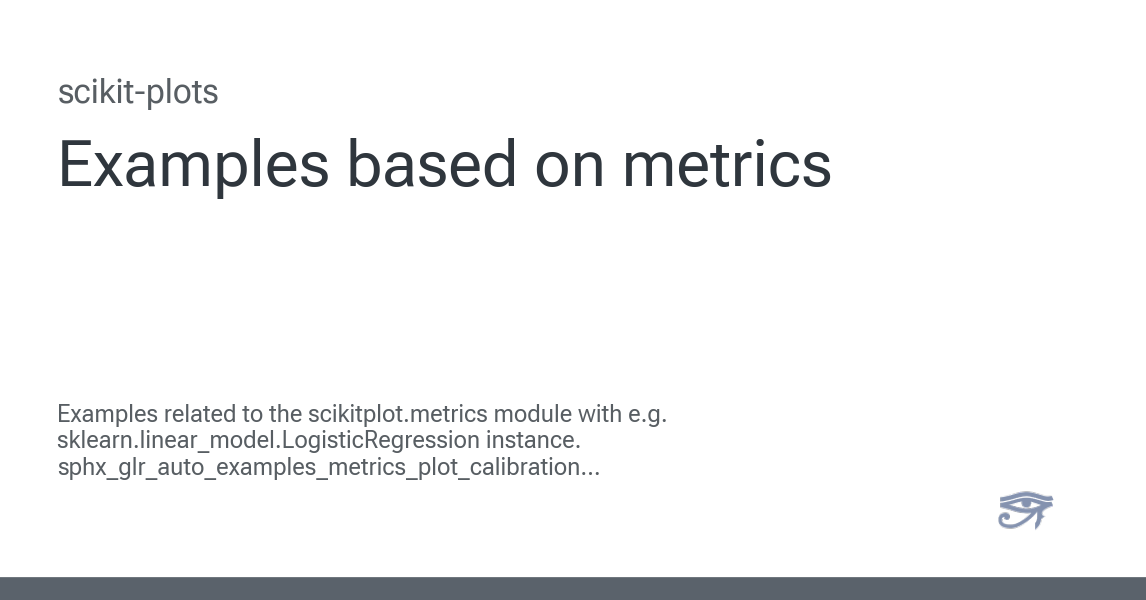 scikit-plots
Examples based on metrics
Examples related to the scikitplot.metrics module with e.g.
sklearn.linear_model.LogisticRegression instance.
sphx_glr_auto_examples_metrics_plot_calibration...